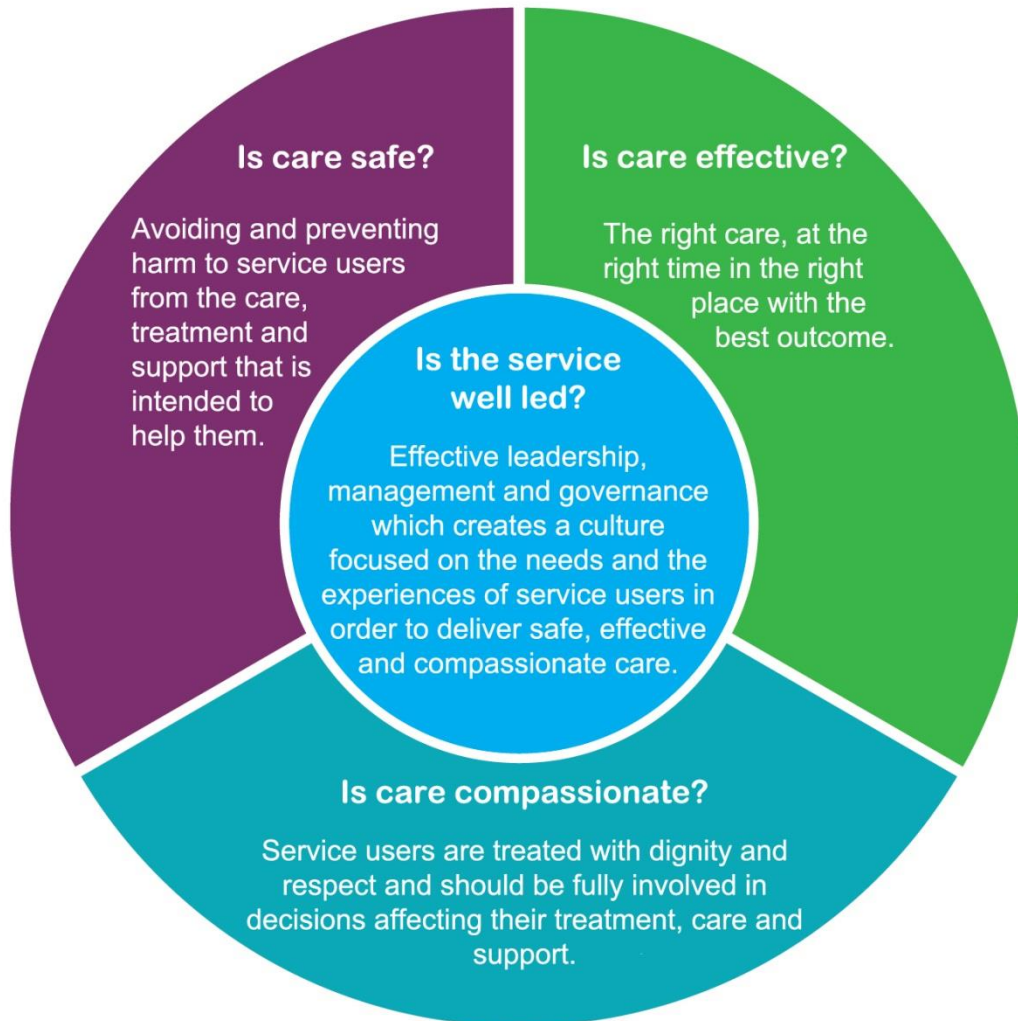 Is care safe?
Avoiding and preventing
harm to service users
from the care,
treatment and
support that is
intended to
help them.
Is care effective?
The right care, at the
right time in the right
place with the
best outcome.
Is the service
well led?
Effective leadership,
management and governance
which creates a culture
focused on the needs and the
experiences of service users in
order to deliver safe, effective
and compassionate care.
Is care compassionate?
Service users are treated with dignity and
respect and should be fully involved in
decisions affecting their treatment, care and
support.